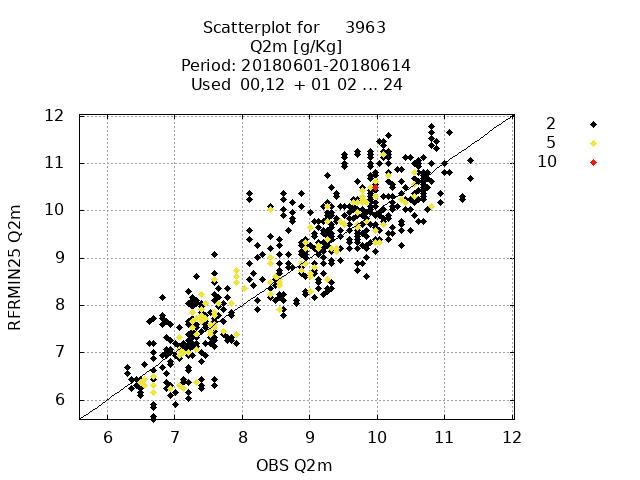 Scatterplot for 3963
Q2m [g/Kg]
Period: 20180601-20180614
Used 00,12 + 01 02 ... 24
2
5
10
RFRMIN25 Q2m
12
11
10
9
8
7
6
6 7 8 9 10 11 12
OBS Q2m